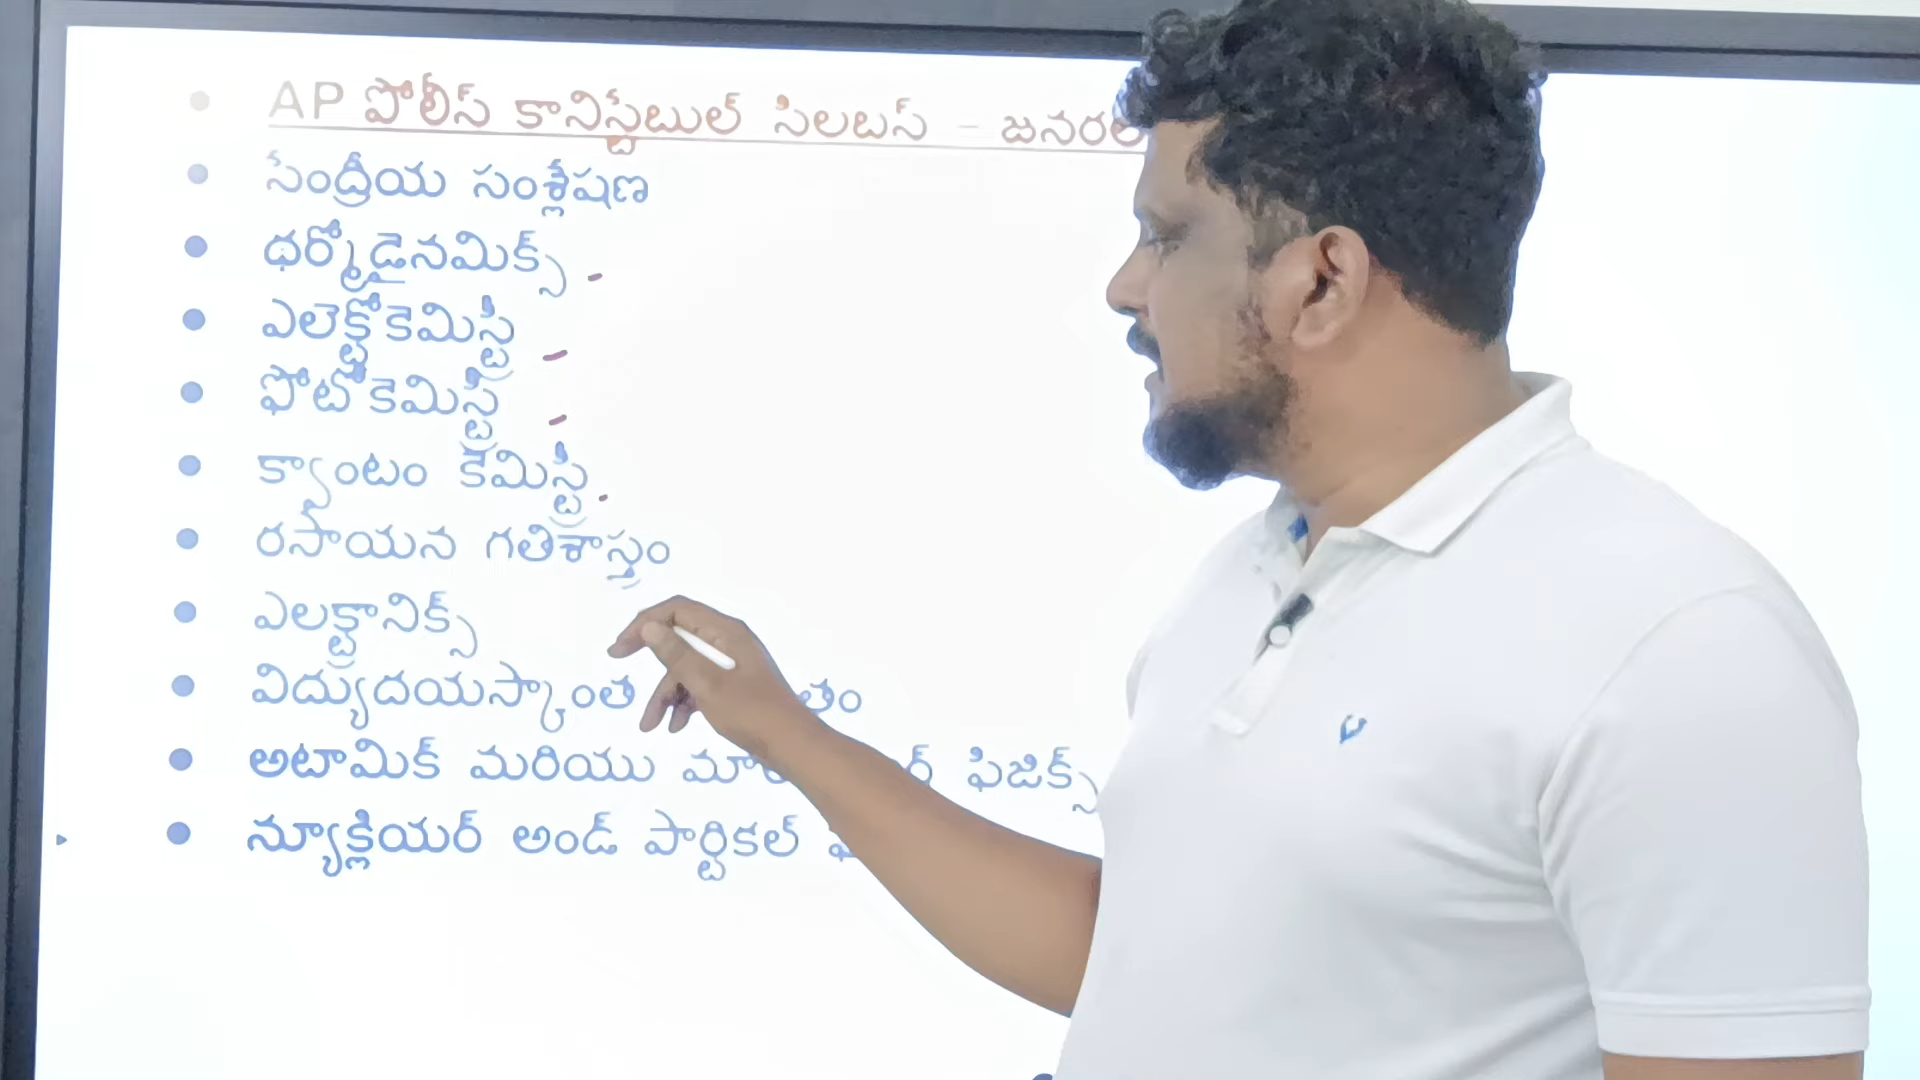 AP పోలీస్ కానిస్టేబుల్ సిలబస్ - జనరల్
సేంద్రీయ సంశ్లేషణ
థర్మోడైనమిక్స్
ఎలెక్ట్రోకెమిస్ట్రీ
ఫోటోకెమిస్ట్రీ
క్వాంటం కెమిస్ట్రీ
రసాయన గతిశాస్త్రం
ఎలక్ట్రానిక్స్
విద్యుదయస్కాంత
అటామిక్ మరియు ఫిజిక్స్
న్యూక్లియర్ అండ్ పార్టికల్